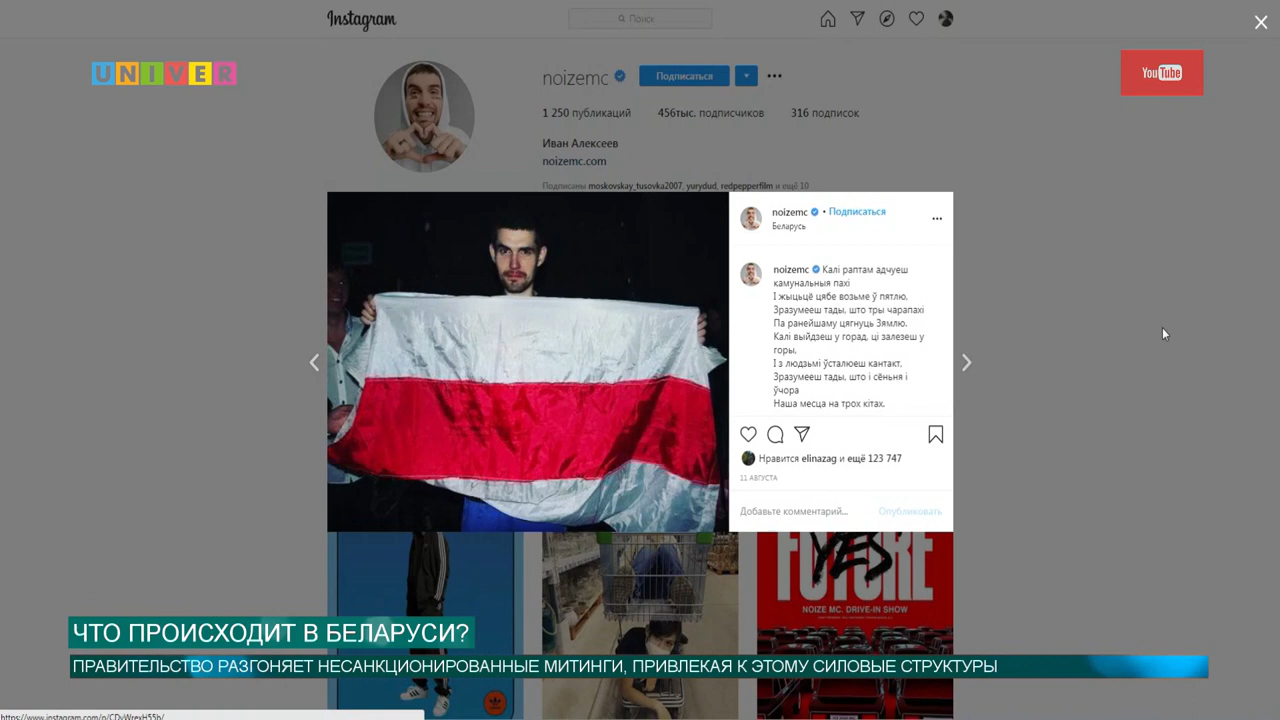 Instagram
Поиск
UNIVER
YouTube
noizemc
Подписаться
1 250 публикаций 456тыс. подписчиков 316 подписок
Иван Алексеев
noizemc.com
Подписаны moskovskay_tusovka2007, yurydud, redpepperfilm и ещё 10
noizemc • Подписаться
Беларусь
noizemc Калі раптам адчуеш
камунальныя пахі
І жыцьцё цябе возьме ў пятлю,
Зразумееш тады, што тры чарапахі
Па ранейшаму цягнуць Зямлю.
Калі выйдзеш у горад, ці залезеш у
горы,
І з людзьмі ўсталюеш кантакт,
Зразумееш тады, што і сёньня і
ўчора
Наша месца на трох кітах.
Нравится elinazag и ещё 123 747
11 АВГУСТА
Добавьте комментарий... Опубликовать
FUTURE
YES
NOIZE MC. DRIVE-IN SHOW
ЧТО ПРОИСХОДИТ В БЕЛАРУСИ?
ПРАВИТЕЛЬСТВО РАЗГОНЯЕТ НЕСАНКЦИОНИРОВАННЫЕ МИТИНГИ, ПРИВЛЕКАЯ К ЭТОМУ СИЛОВЫЕ СТРУКТУРЫ